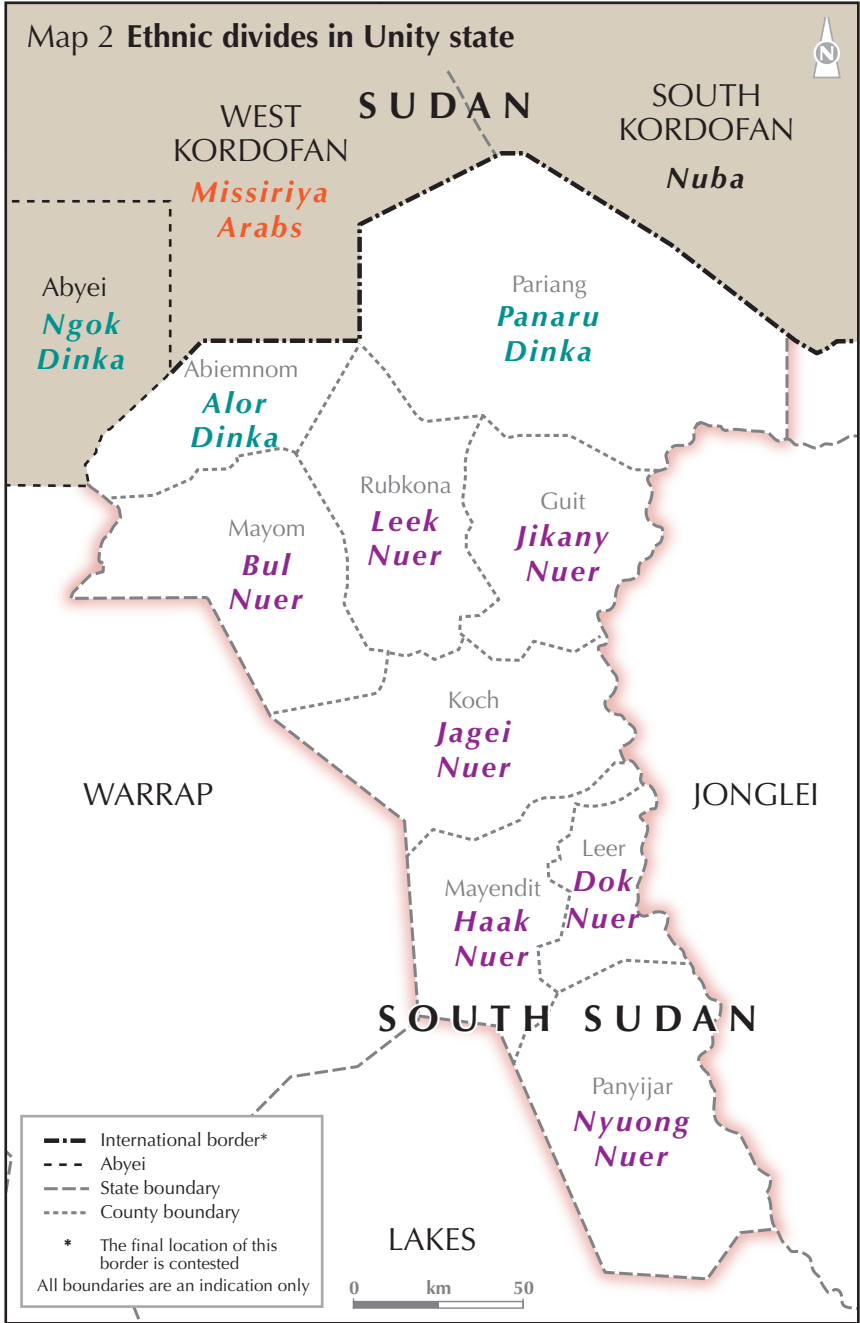 Map 2 Ethnic divides in Unity state
N
SUDAN
WEST
KORDOFAN
Missiriya
Arabs
SOUTH
KORDOFAN
Nuba
Abyei
Ngok
Dinka
Pariang
Panaru
Dinka
Abiemnom
Alor
Dinka
Rubkona
Leek
Nuer
Guit
Jikany
Nuer
Mayom
Bul
Nuer
Koch
Jagei
Nuer
WARRAP
JONGLEI
Leer
Dok
Nuer
Mayendit
Haak
Nuer
SOUTH SUDAN
Panyijar
Nyuong
Nuer
LAKES
International border*
Abyei
State boundary
County boundary
* The final location of this
border is contested
All boundaries are an indication only
0 km 50